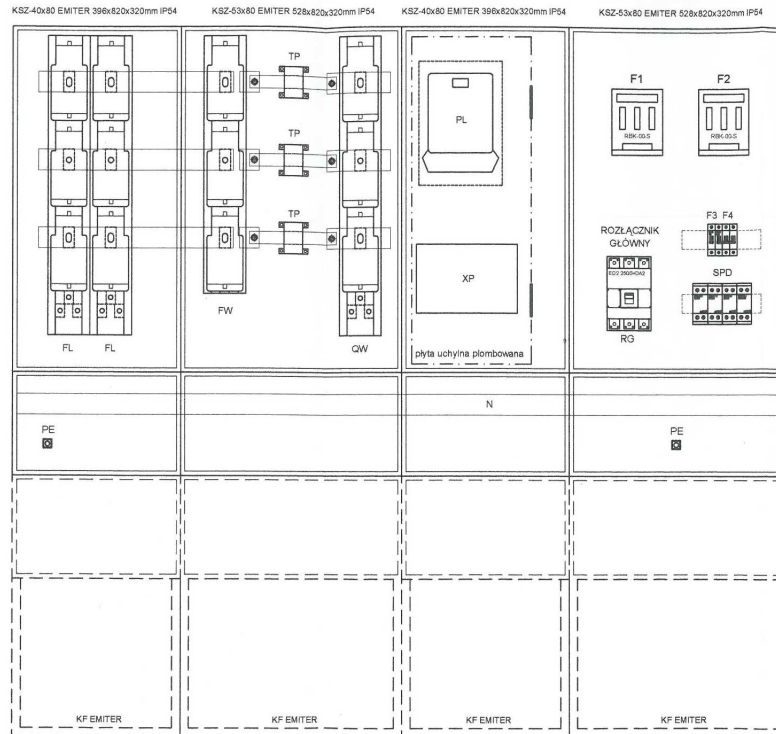 KSZ-40x80 EMITER 396x820x320mm IP54
KSZ-53x80 EMITER 528x820x320mm IP54
KSZ-40x80 EMITER 396x820x320mm IP54
KSZ-53x80 EMITER 528x820x320mm IP54
TP
TP
TP
FL
FL
FW
QW
PL
XP
płyta uchylna plombowana
F1
F2
RBK-00-S
RBK-00-S
ROZŁĄCZNIK
GŁÓWNY
F3 F4
SPD
RG
N
PE
PE
KF EMITER
KF EMITER
KF EMITER
KF EMITER